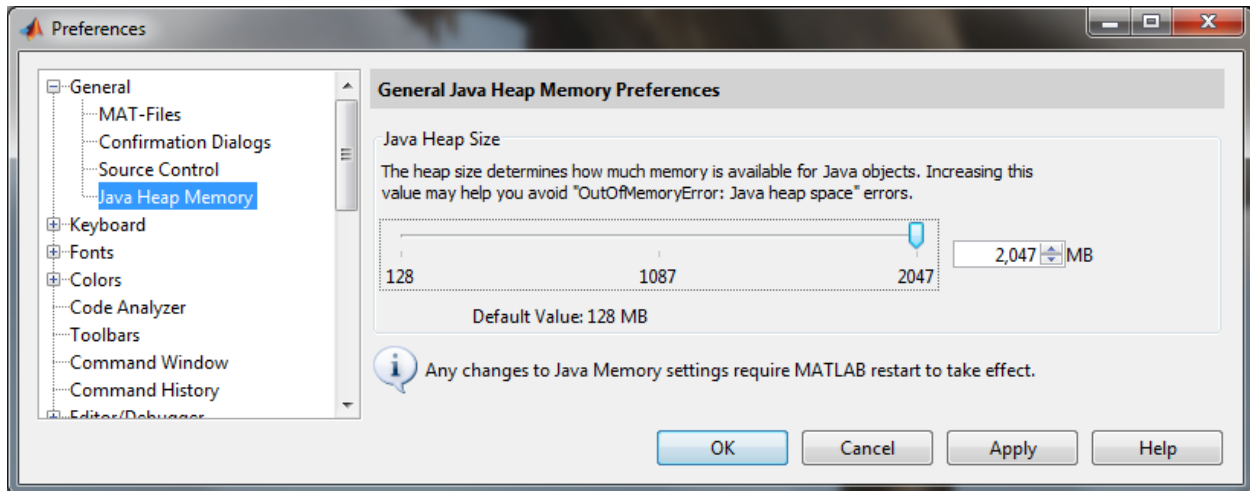 Preferences
General
MAT-Files
Confirmation Dialogs
Source Control
Java Heap Memory
Keyboard
Fonts
Colors
Code Analyzer
Toolbars
Command Window
Command History
Editor/Debugger
General Java Heap Memory Preferences
Java Heap Size
The heap size determines how much memory is available for Java objects. Increasing this
value may help you avoid "OutOfMemoryError: Java heap space" errors.
128 1087 2047
2,047 MB
Default Value: 128 MB
Any changes to Java Memory settings require MATLAB restart to take effect.
OK Cancel Apply Help